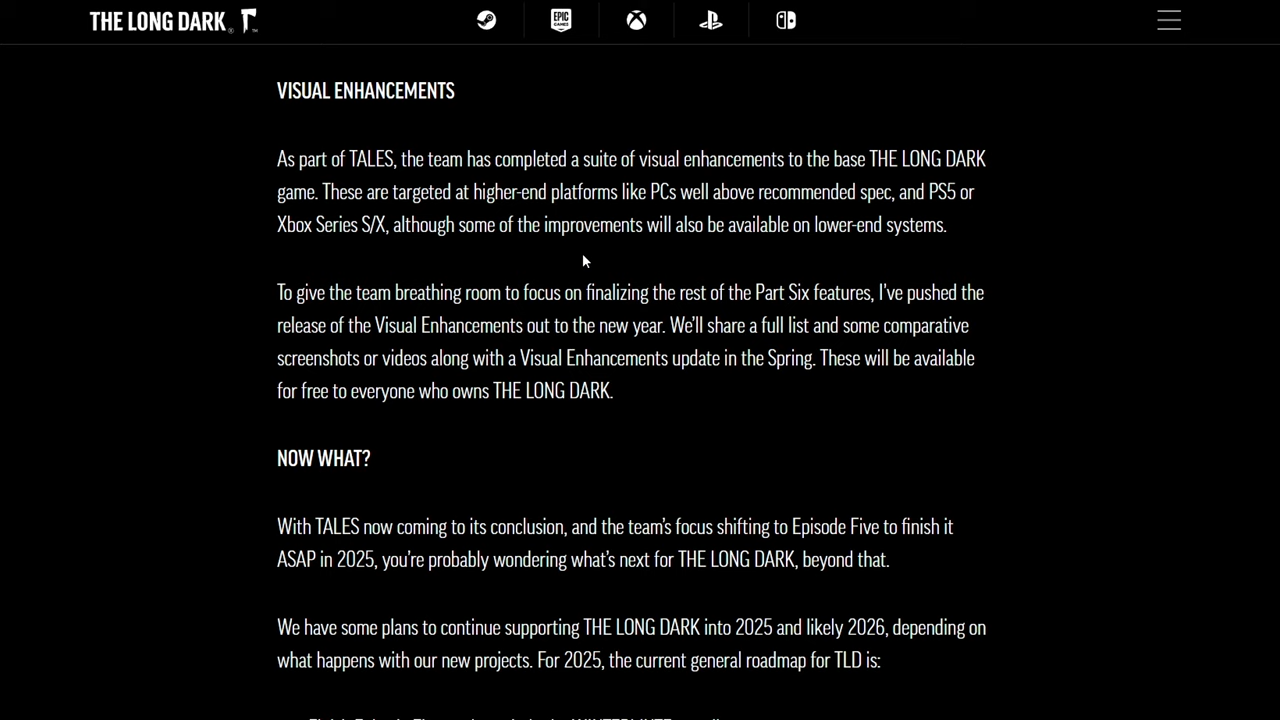 THE LONG DARK
EPIC GAMES
VISUAL ENHANCEMENTS
As part of TALES, the team has completed a suite of visual enhancements to the base THE LONG DARK
game. These are targeted at higher-end platforms like PCs well above recommended spec, and PS5 or
Xbox Series S/X, although some of the improvements will also be available on lower-end systems.
To give the team breathing room to focus on finalizing the rest of the Part Six features, I've pushed the
release of the Visual Enhancements out to the new year. We'll share a full list and some comparative
screenshots or videos along with a Visual Enhancements update in the Spring. These will be available
for free to everyone who owns THE LONG DARK.
NOW WHAT?
With TALES now coming to its conclusion, and the team's focus shifting to Episode Five to finish it
ASAP in 2025, you're probably wondering what's next for THE LONG DARK, beyond that.
We have some plans to continue supporting THE LONG DARK into 2025 and likely 2026, depending on
what happens with our new projects. For 2025, the current general roadmap for TLD is: